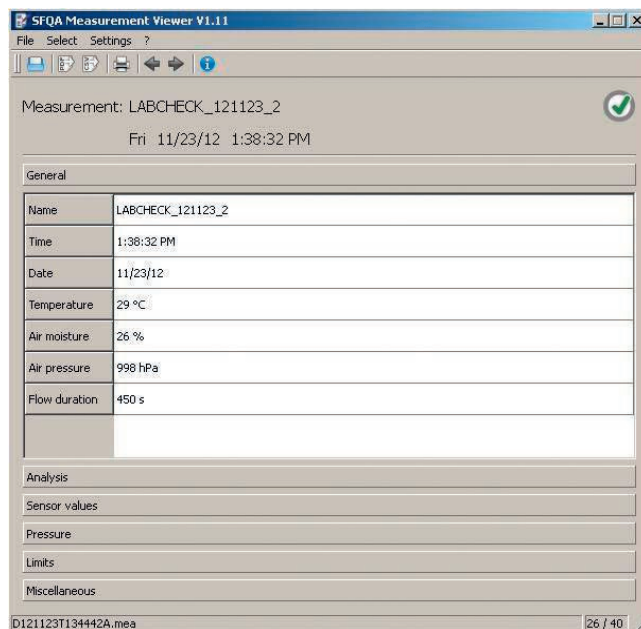 SFQA Measurement Viewer V1.11
File Select Settings ?
Measurement: LABCHECK_121123_2
Fri 11/23/12 1:38:32 PM
General
Name LABCHECK_121123_2
Time 1:38:32 PM
Date 11/23/12
Temperature 29 °C
Air moisture 26 %
Air pressure 998 hPa
Flow duration 450 s
Analysis
Sensor values
Pressure
Limits
Miscellaneous
D121123T134442A.mea 26 / 40